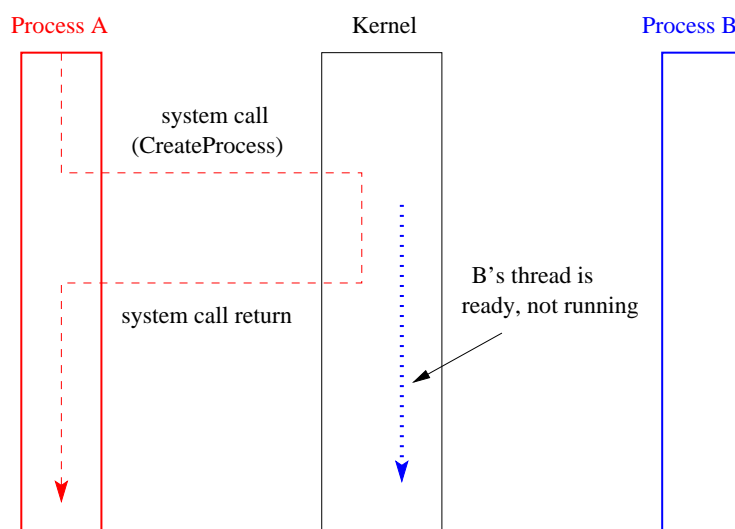 Process A
Kernel
Process B
system call
(CreateProcess)
B’s thread is
ready, not running
system call return